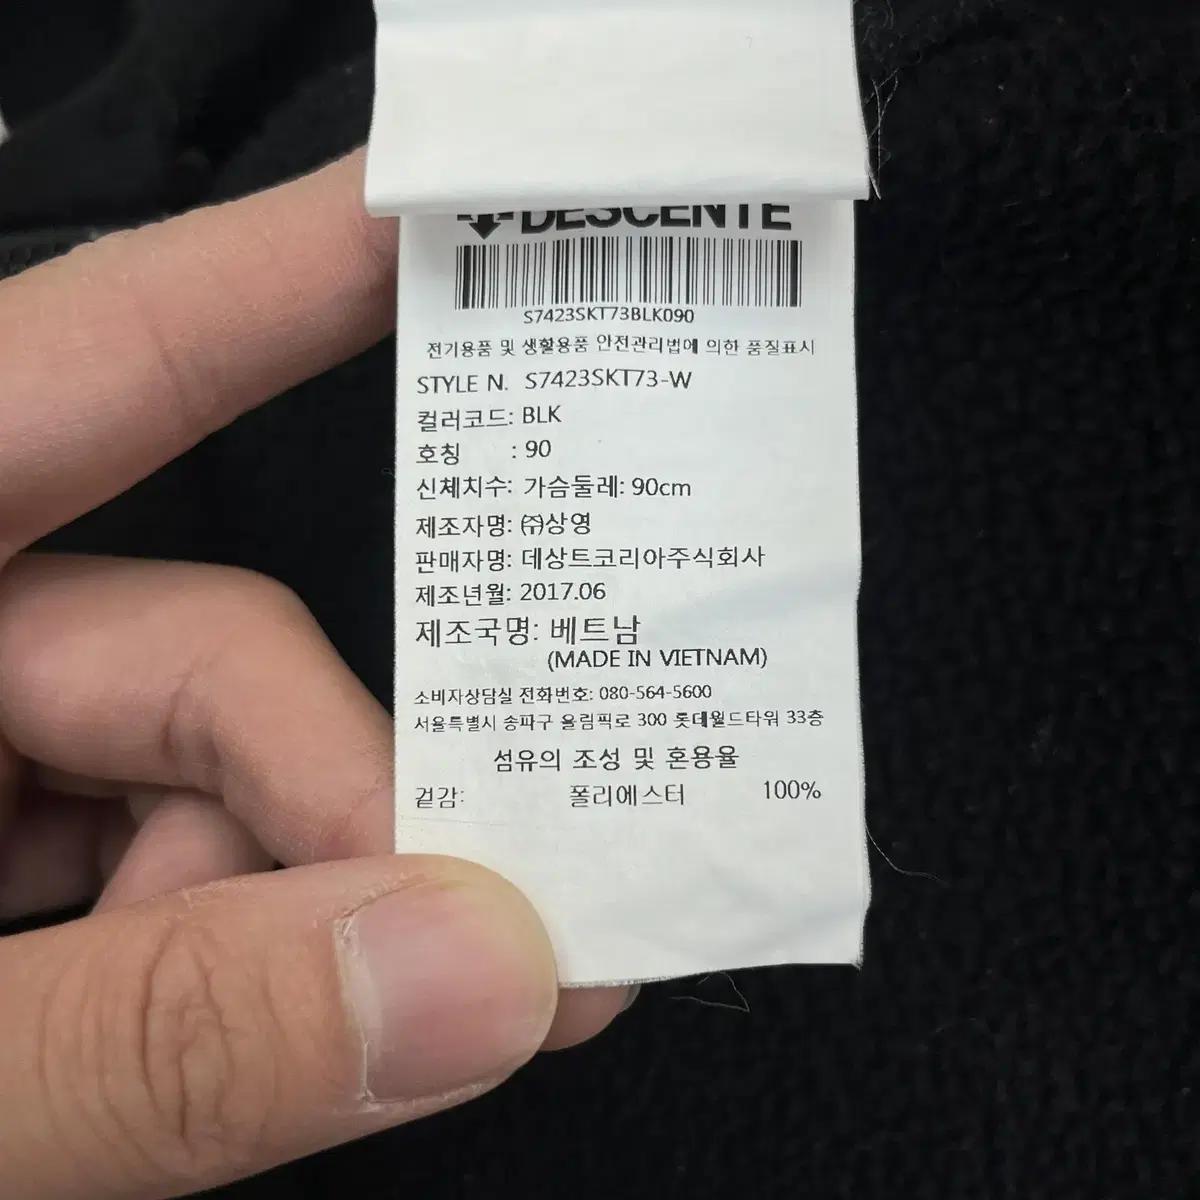 DESCENTE
S7423SKT73BLK090
전기용품 및 생활용품 안전관리법에 의한 품질표시
STYLE N. S7423SKT73-W
컬러코드: BLK
호칭 : 90
신체치수: 가슴둘레: 90cm
제조자명: ㈜상영
판매자명: 데상트코리아주식회사
제조년월: 2017.06
제조국명: 베트남
(MADE IN VIETNAM)
소비자상담실 전화번호: 080-564-5600
서울특별시 송파구 올림픽로 300 롯데월드타워 33층
섬유의 조성 및 혼용율
겉감: 폴리에스터 100%